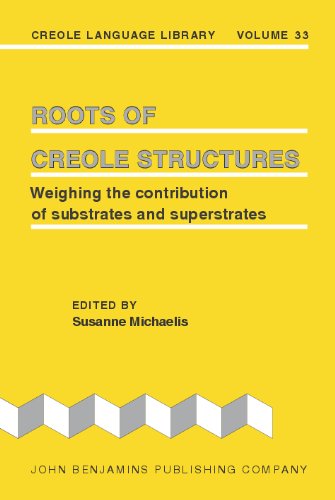 CREOLE LANGUAGE LIBRARY VOLUME 33
ROOTS OF
CREOLE STRUCTURES
Weighing the contribution
of substrates and superstrates
EDITED BY
Susanne Michaelis
JOHN BENJAMINS PUBLISHING COMPANY